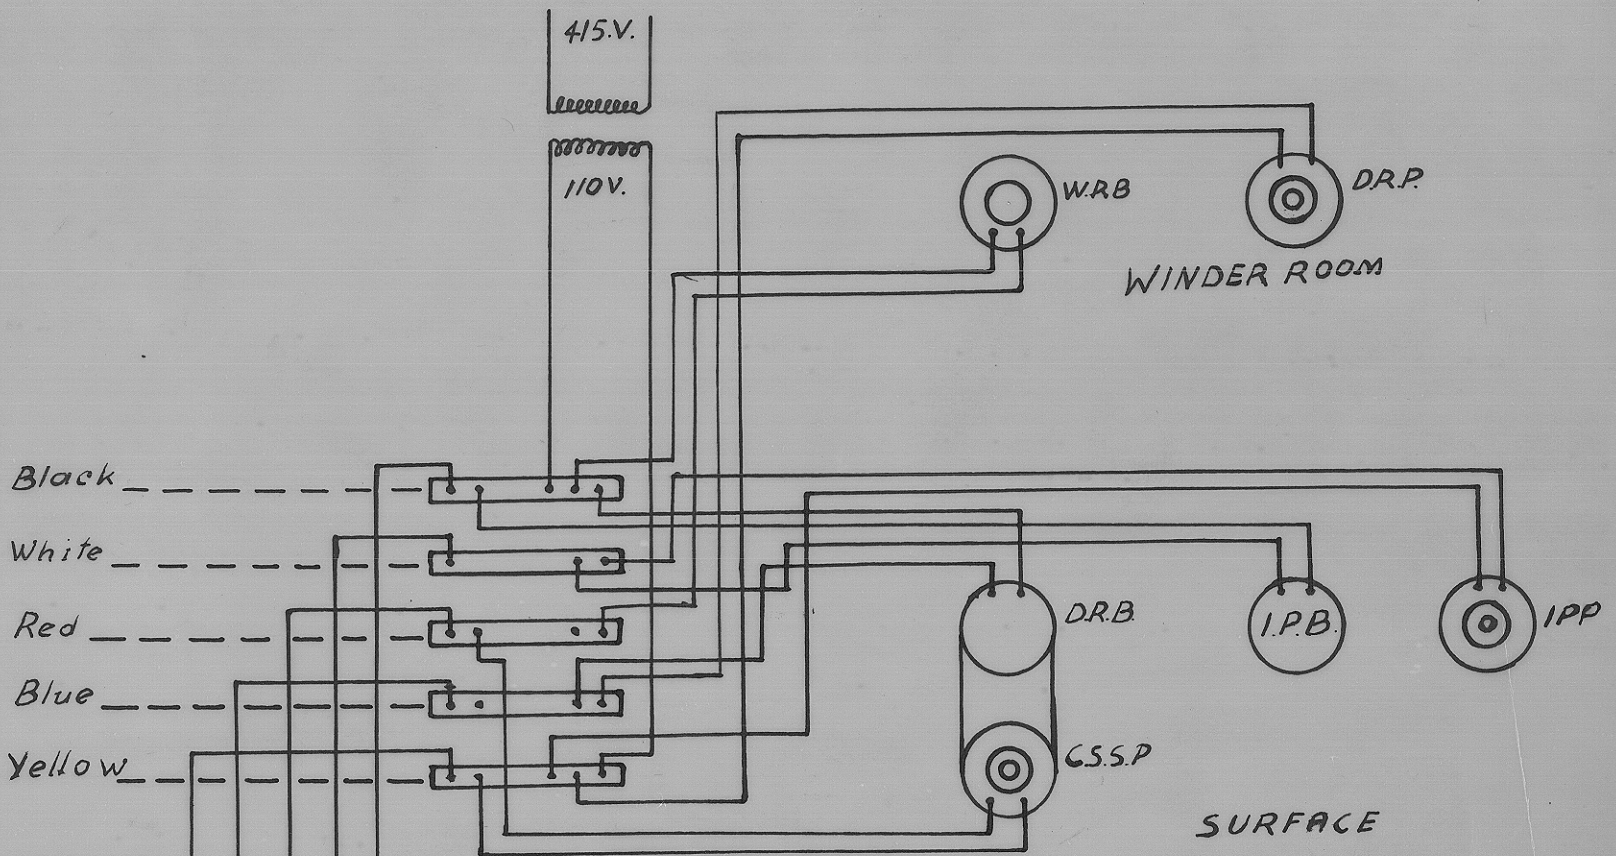 415.V.
110V.
W.R.B
D.R.P.
WINDER ROOM
Black
White
Red
Blue
Yellow
D.R.B.
I.P.B.
IPP
G.S.S.P
SURFACE